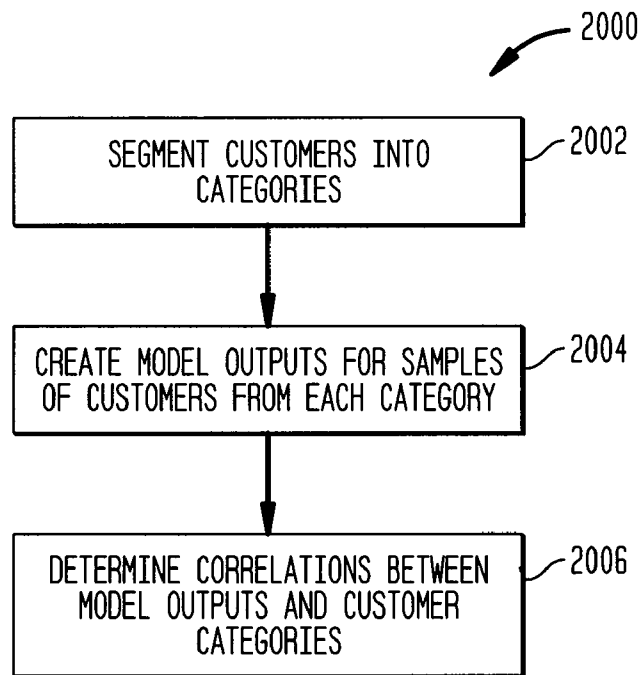 2000
SEGMENT CUSTOMERS INTO
CATEGORIES
2002
CREATE MODEL OUTPUTS FOR SAMPLES
OF CUSTOMERS FROM EACH CATEGORY
2004
DETERMINE CORRELATIONS BETWEEN
MODEL OUTPUTS AND CUSTOMER
CATEGORIES
2006